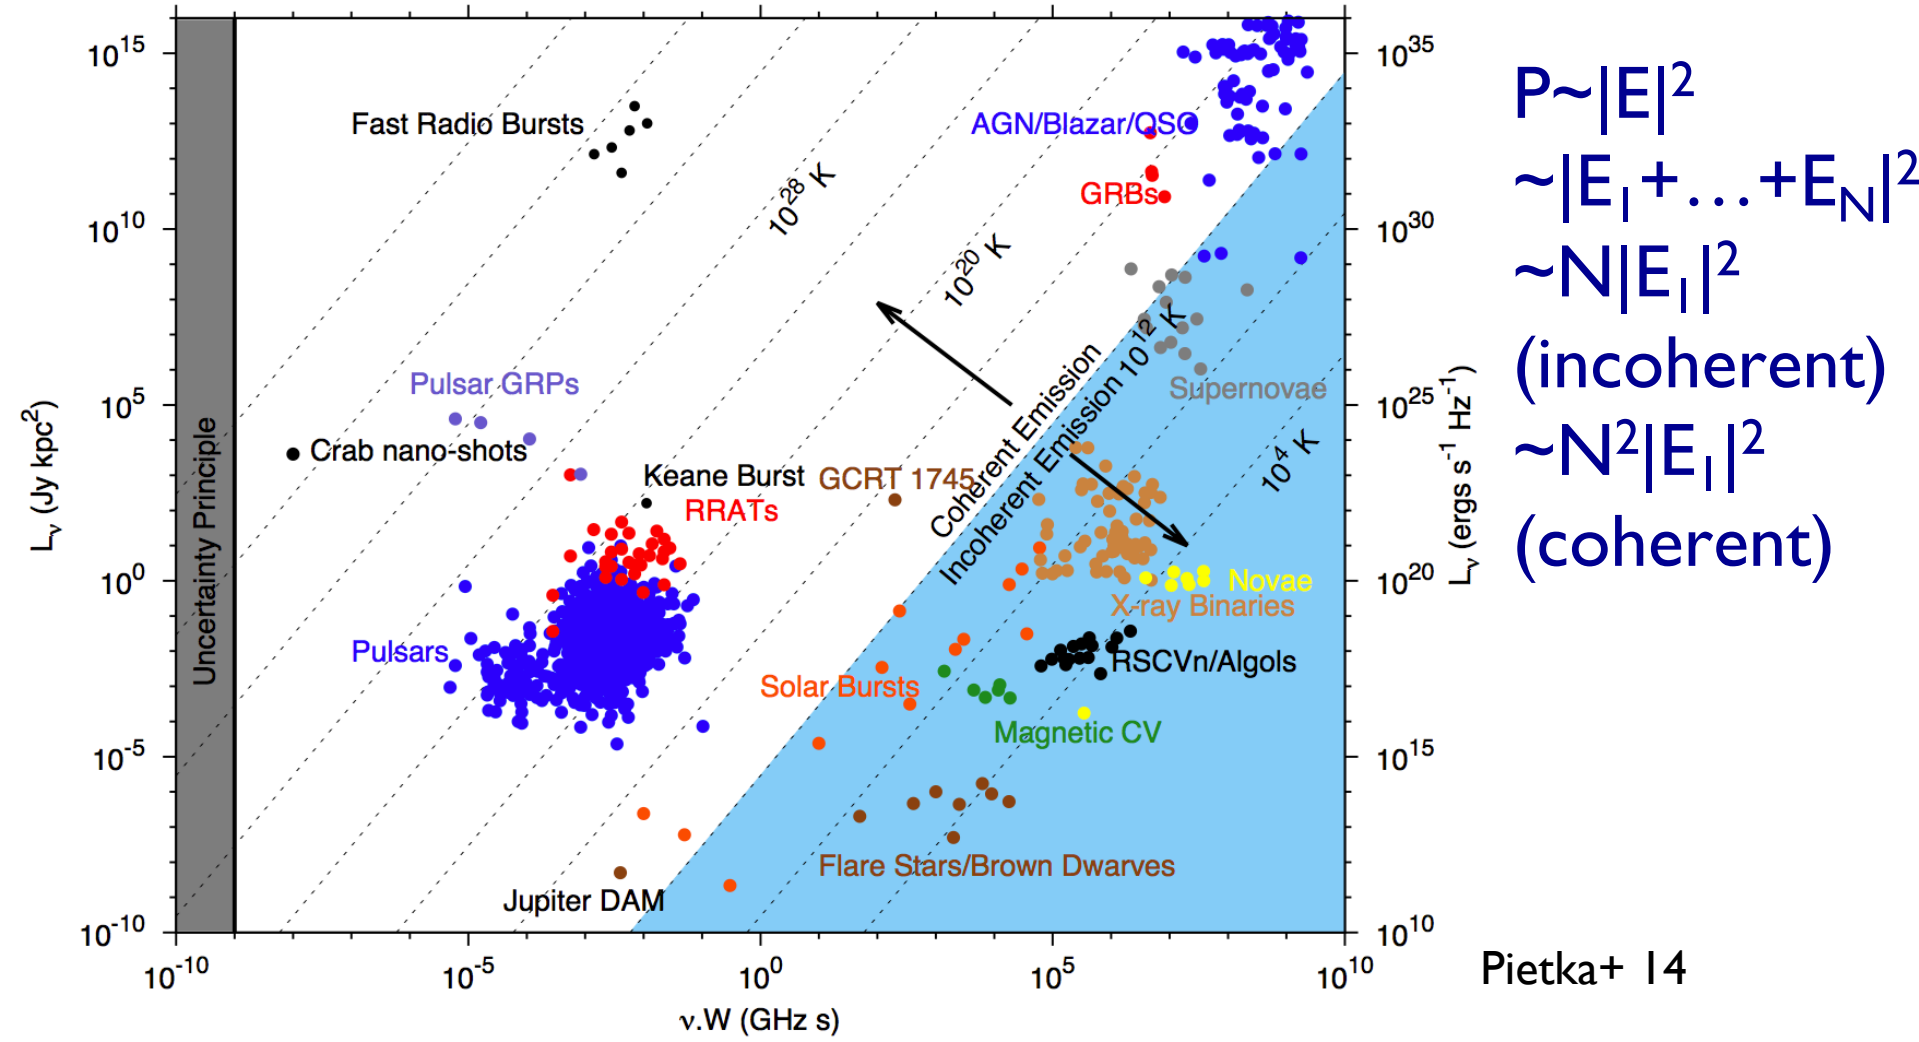 10^15
10^10
10^5
10^0
10^-5
10^-10
L_ν (Jy kpc^2)
Uncertainty Principle
Fast Radio Bursts
AGN/Blazar/QSO
GRBs
10^28 K
10^20 K
Pulsar GRPs
Crab nano-shots
Keane Burst
GCRT 1745
RRATs
Coherent Emission
Incoherent Emission
10^12 K
Supernovae
10^4 K
Novae
X-ray Binaries
Pulsars
RSCVn/Algols
Solar Bursts
Magnetic CV
Flare Stars/Brown Dwarves
Jupiter DAM
10^35
10^30
10^25
10^20
10^15
10^10
L_ν (ergs s^-1 Hz^-1)
10^-10
10^-5
10^0
10^5
10^10
ν.W (GHz s)
P~|E|^2
~|E_1+…+E_N|^2
~N|E_1|^2
(incoherent)
~N^2|E_1|^2
(coherent)
Pietka+ 14